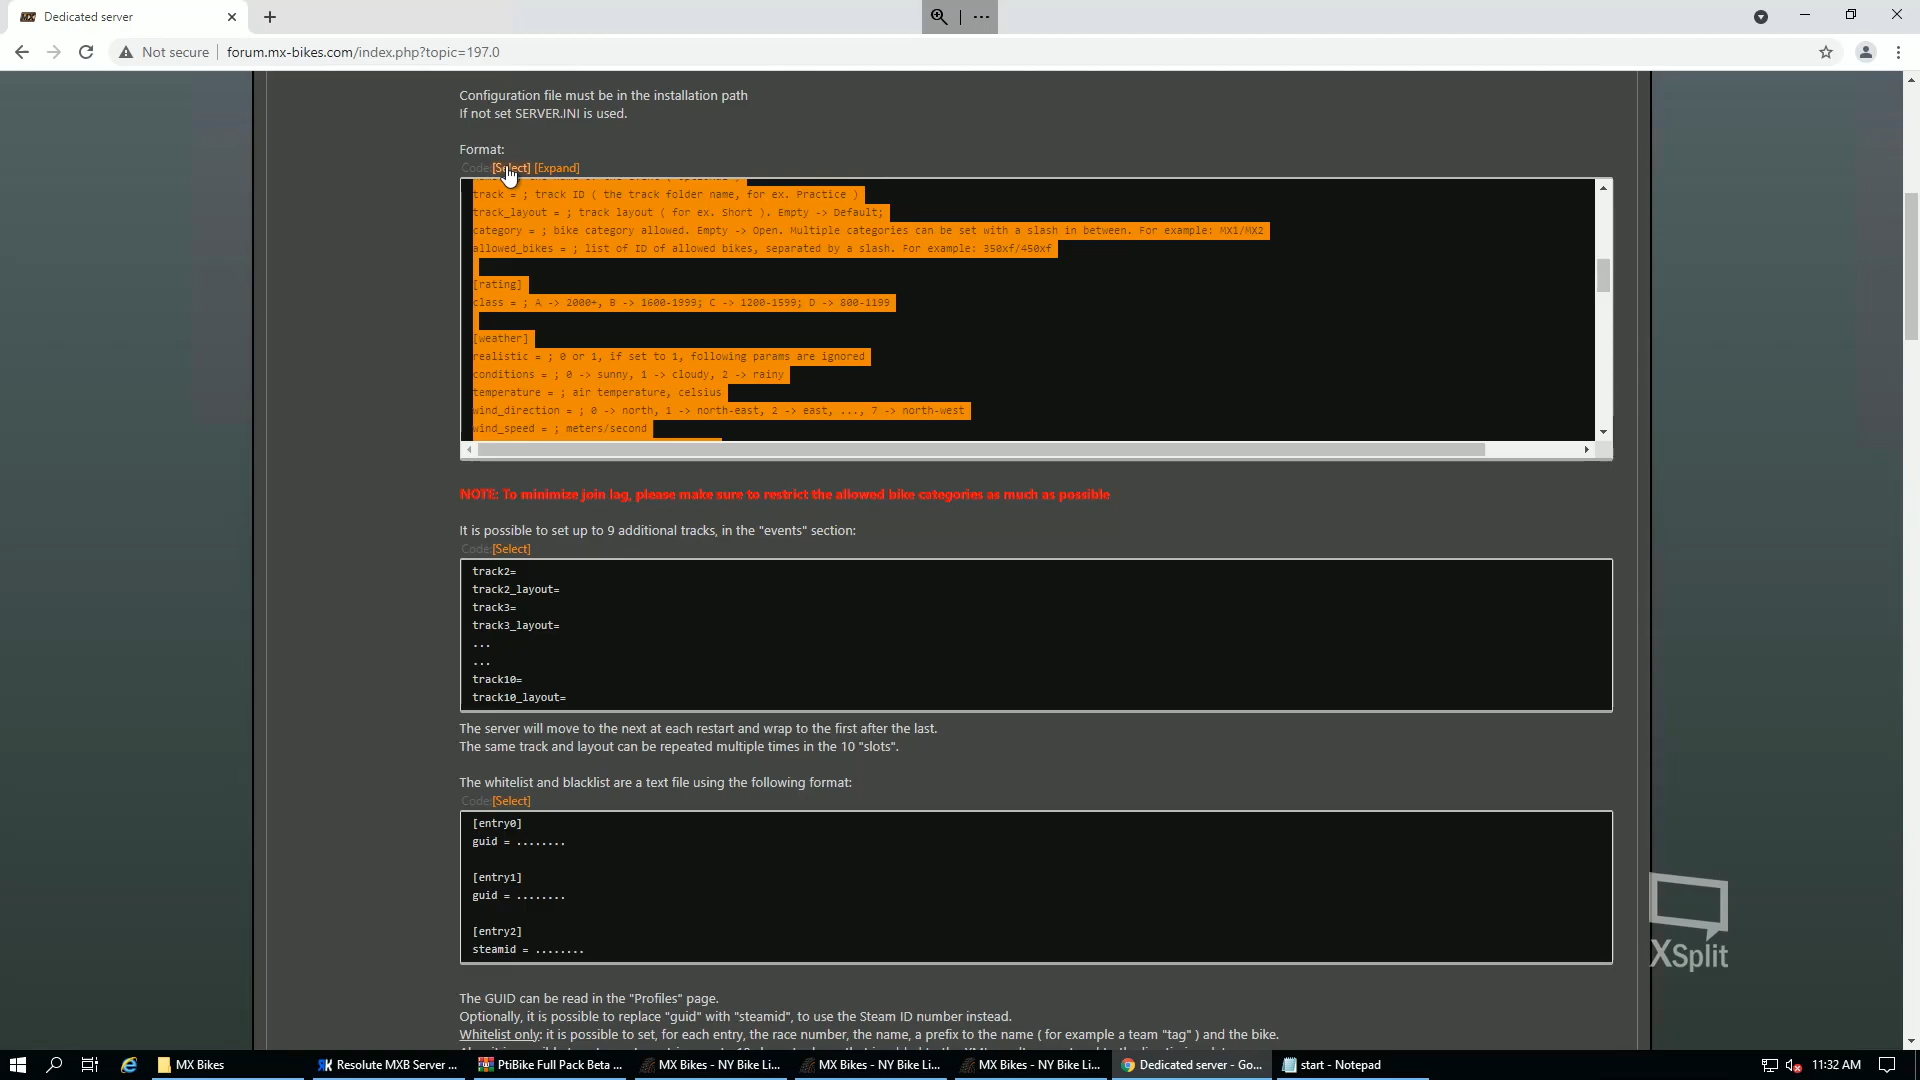 Dedicated server
Not secure
forum.mx-bikes.com/index.php?topic=197.0
Configuration file must be in the installation path
If not set SERVER.INI is used.
Format:
Code: [Select] [Expand]
track = ; track ID ( the track folder name, for ex. Practice )
track_layout = ; track layout ( for ex. Short ). Empty -> Default;
category = ; bike category allowed. Empty -> Open. Multiple categories can be set with a slash in between. For example: MX1/MX2
allowed_bikes = ; list of ID of allowed bikes, separated by a slash. For example: 350xf/450xf
[rating]
class = ; A -> 2000+, B -> 1600-1999; C -> 1200-1599; D -> 800-1199
[weather]
realistic = ; 0 or 1, if set to 1, following params are ignored
conditions = ; 0 -> sunny, 1 -> cloudy, 2 -> rainy
temperature = ; air temperature, celsius
wind_direction = ; 0 -> north, 1 -> north-east, 2 -> east, ..., 7 -> north-west
wind_speed = ; meters/second
NOTE: To minimize join lag, please make sure to restrict the allowed bike categories as much as possible
It is possible to set up to 9 additional tracks, in the "events" section:
Code: [Select]
track2=
track2_layout=
track3=
track3_layout=
...
...
track10=
track10_layout=
The server will move to the next at each restart and wrap to the first after the last.
The same track and layout can be repeated multiple times in the 10 "slots".
The whitelist and blacklist are a text file using the following format:
Code: [Select]
[entry0]
guid = ........
[entry1]
guid = ........
[entry2]
steamid = ........
The GUID can be read in the "Profiles" page.
Optionally, it is possible to replace "guid" with "steamid", to use the Steam ID number instead.
Whitelist only: it is possible to set, for each entry, the race number, the name, a prefix to the name ( for example a team "tag" ) and the bike.
XSplit
MX Bikes
Resolute MXB Server ...
PtiBike Full Pack Beta ...
MX Bikes - NY Bike Li...
MX Bikes - NY Bike Li...
MX Bikes - NY Bike Li...
Dedicated server - Go...
start - Notepad
11:32 AM